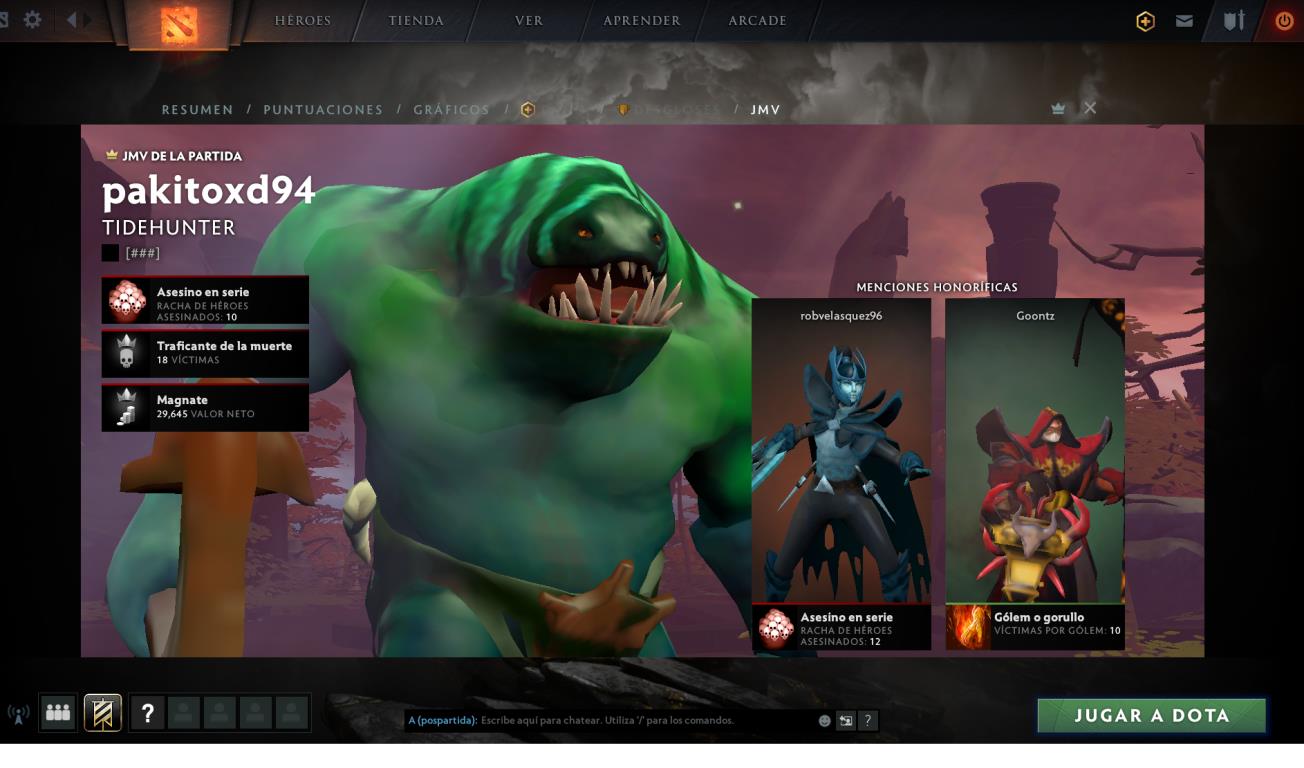 HÉROES
TIENDA
VER
APRENDER
ARCADE
RESUMEN / PUNTUACIONES / GRÁFICOS / / DESGLOSES / JMV
JMV DE LA PARTIDA
pakitoxd94
TIDEHUNTER
[###]
Asesino en serie
RACHA DE HÉROES
ASESINADOS: 10
Traficante de la muerte
18 VÍCTIMAS
Magnate
29,645 VALOR NETO
MENCIONES HONORÍFICAS
robvelasquez96
Asesino en serie
RACHA DE HÉROES
ASESINADOS: 12
Goontz
Gólem o gorullo
VÍCTIMAS POR GÓLEM: 10
?
A (pospartida): Escribe aquí para chatear. Utiliza '/' para los comandos.
?
JUGAR A DOTA